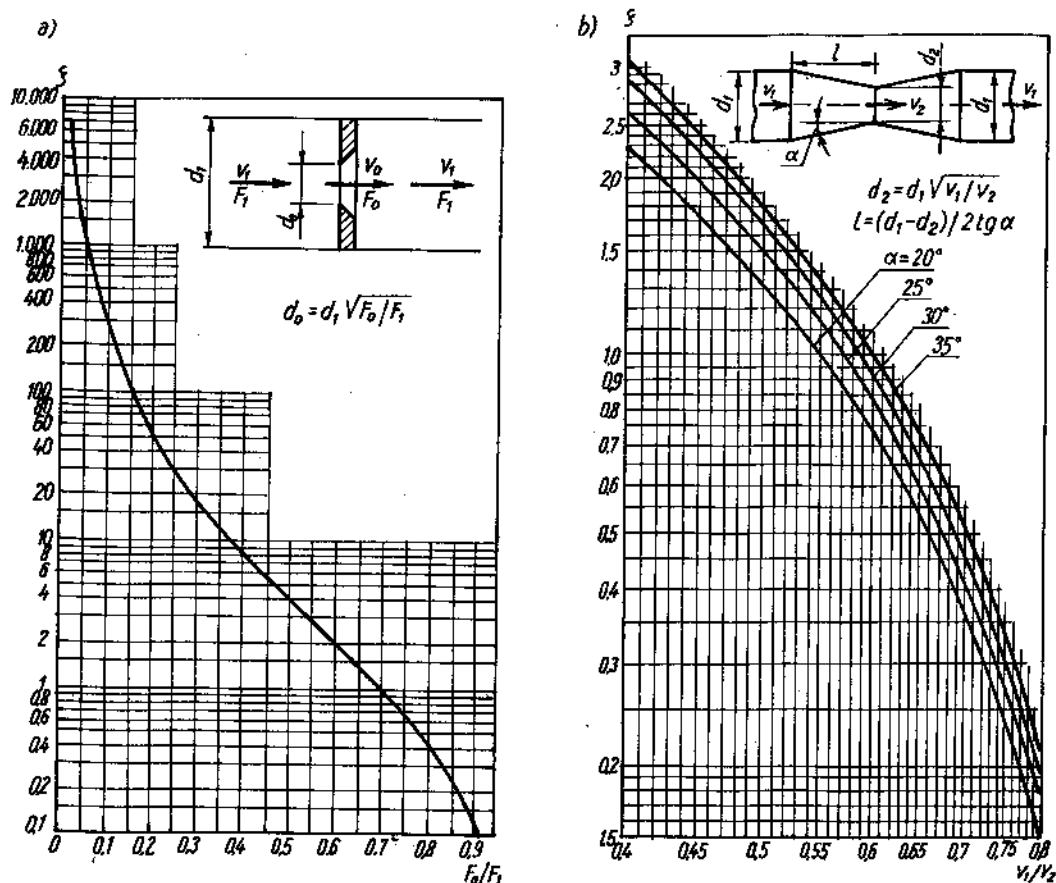 a)
ξ
10.000
6.000
4.000
2.000
1.000
800
600
400
200
100
80
60
40
20
10
8
6
4
2
1
0,8
0,6
0,4
0,2
0,1
0 0,1 0,2 0,3 0,4 0,5 0,6 0,7 0,8 0,9
F₀/F₁
d₁
v₁
F₁
d₀
v₀
F₀
v₁
F₁
d₀=d₁√F₀/F₁
b)
ξ
3
2,5
2,0
1,5
1,0
0,9
0,8
0,7
0,6
0,5
0,4
0,3
0,2
1,5
0,4 0,45 0,5 0,55 0,6 0,65 0,7 0,75 0,8
v₁/v₂
l
d₂
v₁
d₁
v₂
d₁
v₁
α
d₂=d₁√v₁/v₂
l=(d₁-d₂)/2tgα
α=20°
25°
30°
35°